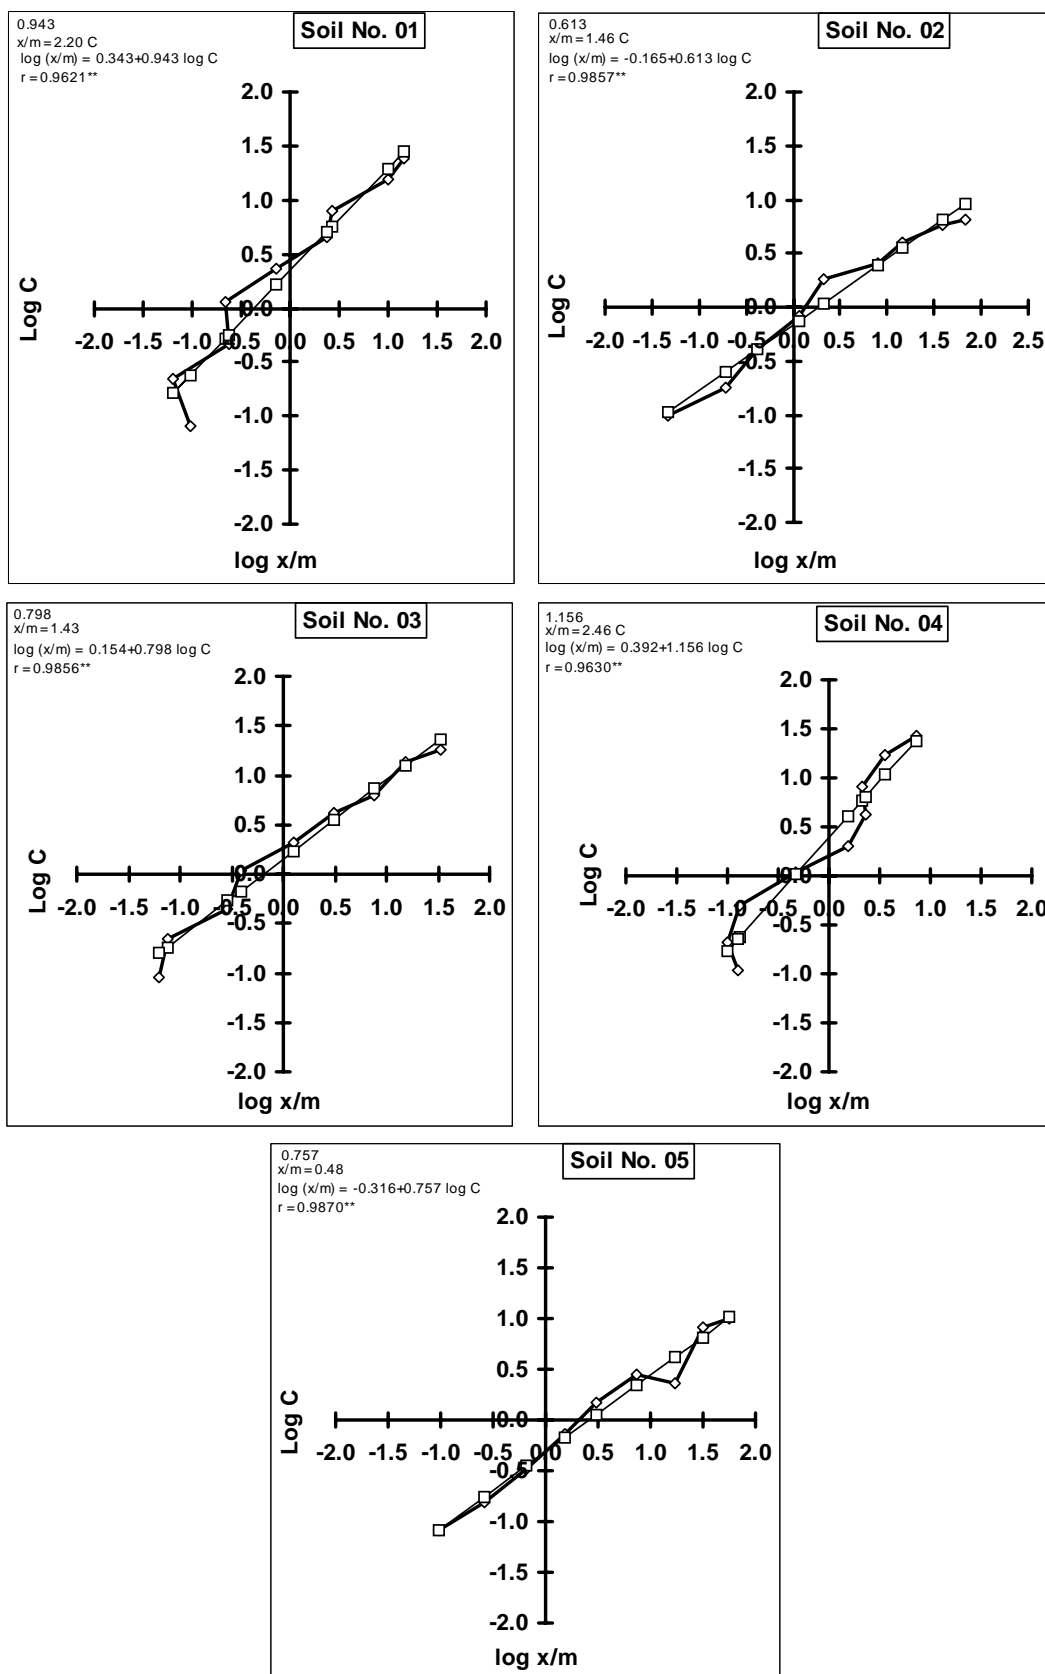 0.943
x/m=2.20 C
log (x/m) = 0.343+0.943 log C
r=0.9621**
Soil No. 01
2.0
1.5
1.0
0.5
0.0
-2.0 -1.5 -1.0 -0.5 0.0 0.5 1.0 1.5 2.0
-0.5
-1.0
-1.5
-2.0
Log C
log x/m
0.613
x/m=1.46 C
log (x/m) = -0.165+0.613 log C
r=0.9857**
Soil No. 02
2.0
1.5
1.0
0.5
0.0
-2.0 -1.5 -1.0 -0.5 0.0 0.5 1.0 1.5 2.0 2.5
-0.5
-1.0
-1.5
-2.0
Log C
log x/m
0.798
x/m=1.43
log (x/m) = 0.154+0.798 log C
r=0.9856**
Soil No. 03
2.0
1.5
1.0
0.5
0.0
-2.0 -1.5 -1.0 -0.5 0.0 0.5 1.0 1.5 2.0
-0.5
-1.0
-1.5
-2.0
Log C
log x/m
1.156
x/m=2.46 C
log (x/m) = 0.392+1.156 log C
r=0.9630**
Soil No. 04
2.0
1.5
1.0
0.5
0.0
-2.0 -1.5 -1.0 -0.5 0.0 0.5 1.0 1.5 2.0
-0.5
-1.0
-1.5
-2.0
Log C
log x/m
0.757
x/m=0.48
log (x/m) = -0.316+0.757 log C
r=0.9870**
Soil No. 05
2.0
1.5
1.0
0.5
0.0
-2.0 -1.5 -1.0 -0.5 0.0 0.5 1.0 1.5 2.0
-0.5
-1.0
-1.5
-2.0
Log C
log x/m